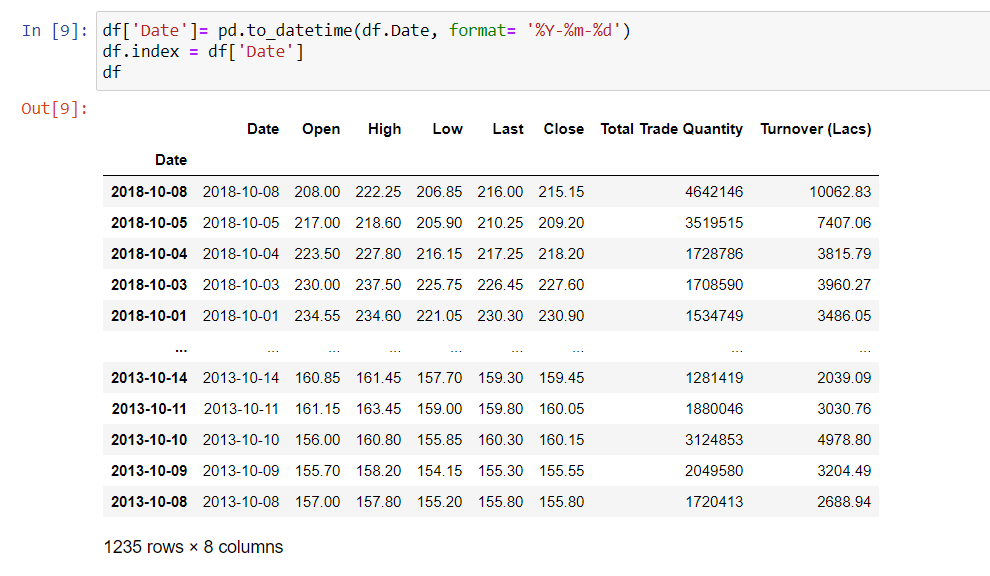 In [9]: df['Date']= pd.to_datetime(df.Date, format= '%Y-%m-%d')
df.index = df['Date']
df
Out[9]:
Date Open High Low Last Close Total Trade Quantity Turnover (Lacs)
Date
2018-10-08 2018-10-08 208.00 222.25 206.85 216.00 215.15 4642146 10062.83
2018-10-05 2018-10-05 217.00 218.60 205.90 210.25 209.20 3519515 7407.06
2018-10-04 2018-10-04 223.50 227.80 216.15 217.25 218.20 1728786 3815.79
2018-10-03 2018-10-03 230.00 237.50 225.75 226.45 227.60 1708590 3960.27
2018-10-01 2018-10-01 234.55 234.60 221.05 230.30 230.90 1534749 3486.05
... ... ... ... ... ... ... ... ...
2013-10-14 2013-10-14 160.85 161.45 157.70 159.30 159.45 1281419 2039.09
2013-10-11 2013-10-11 161.15 163.45 159.00 159.80 160.05 1880046 3030.76
2013-10-10 2013-10-10 156.00 160.80 155.85 160.30 160.15 3124853 4978.80
2013-10-09 2013-10-09 155.70 158.20 154.15 155.30 155.55 2049580 3204.49
2013-10-08 2013-10-08 157.00 157.80 155.20 155.80 155.80 1720413 2688.94
1235 rows × 8 columns